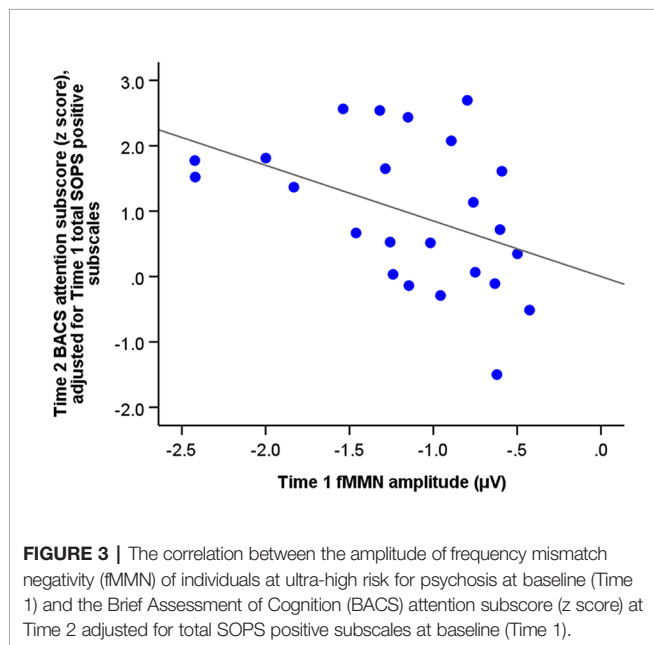 Time 2 BACS attention subscore (z score),
adjusted for Time 1 total SOPS positive
subscales
3.0
2.0
1.0
.0
-1.0
-2.0
-2.5 -2.0 -1.5 -1.0 -.5 .0
Time 1 fMMN amplitude (µV)
FIGURE 3 | The correlation between the amplitude of frequency mismatch
negativity (fMMN) of individuals at ultra-high risk for psychosis at baseline (Time
1) and the Brief Assessment of Cognition (BACS) attention subscore (z score) at
Time 2 adjusted for total SOPS positive subscales at baseline (Time 1).